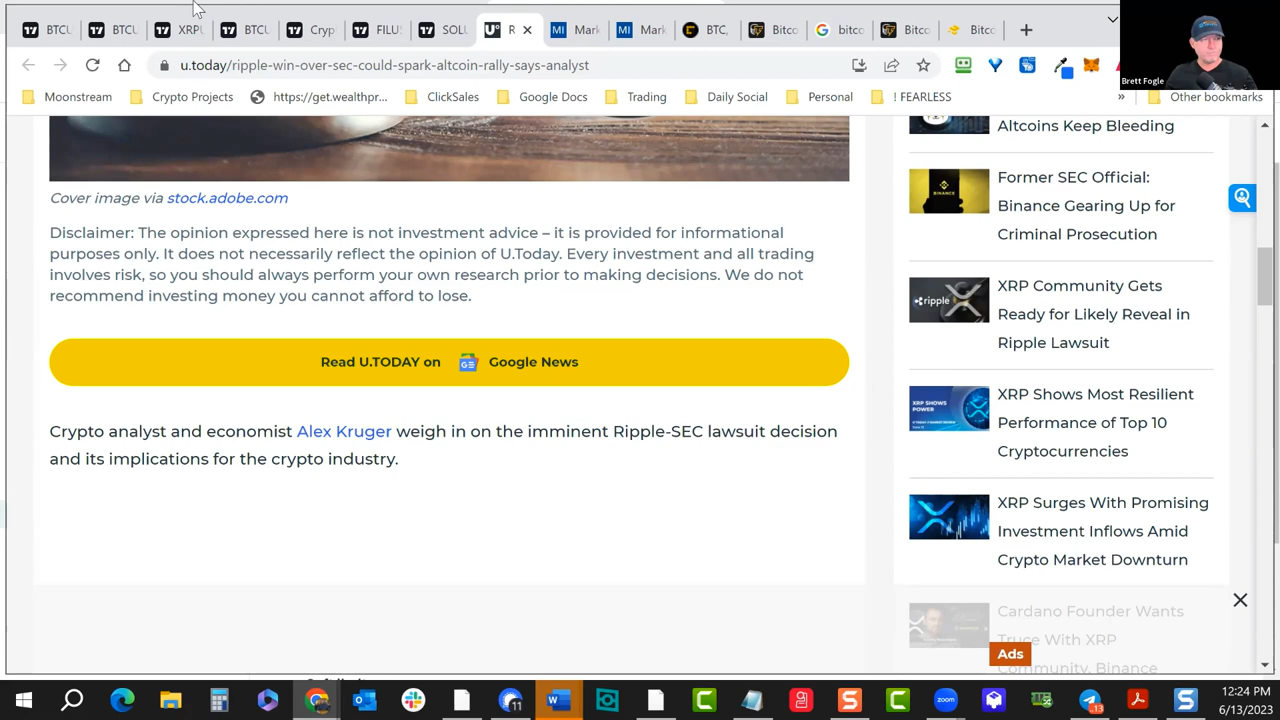 BTCU
BTCU
XRPU
BTCU
Cryp
FILUS
SOLU
R
Mark
Mark
BTC,
Bitco
bitco
Bitco
Bitco
u.today/ripple-win-over-sec-could-spark-altcoin-rally-says-analyst
Brett Fogle
Moonstream
Crypto Projects
https://get.wealthpr...
ClickSales
Google Docs
Trading
Daily Social
Personal
! FEARLESS
»
Other bookmarks
Cover image via stock.adobe.com
Disclaimer: The opinion expressed here is not investment advice – it is provided for informational
purposes only. It does not necessarily reflect the opinion of U.Today. Every investment and all trading
involves risk, so you should always perform your own research prior to making decisions. We do not
recommend investing money you cannot afford to lose.
Read U.TODAY on Google News
Crypto analyst and economist Alex Kruger weigh in on the imminent Ripple-SEC lawsuit decision
and its implications for the crypto industry.
Altcoins Keep Bleeding
Former SEC Official:
Binance Gearing Up for
Criminal Prosecution
ripple
XRP Community Gets
Ready for Likely Reveal in
Ripple Lawsuit
XRP SHOWS
POWER
XRP Shows Most Resilient
Performance of Top 10
Cryptocurrencies
XRP Surges With Promising
Investment Inflows Amid
Crypto Market Downturn
Cardano Founder Wants
Truce With XRP
Community, Binance
Ads
11
13
12:24 PM
6/13/2023